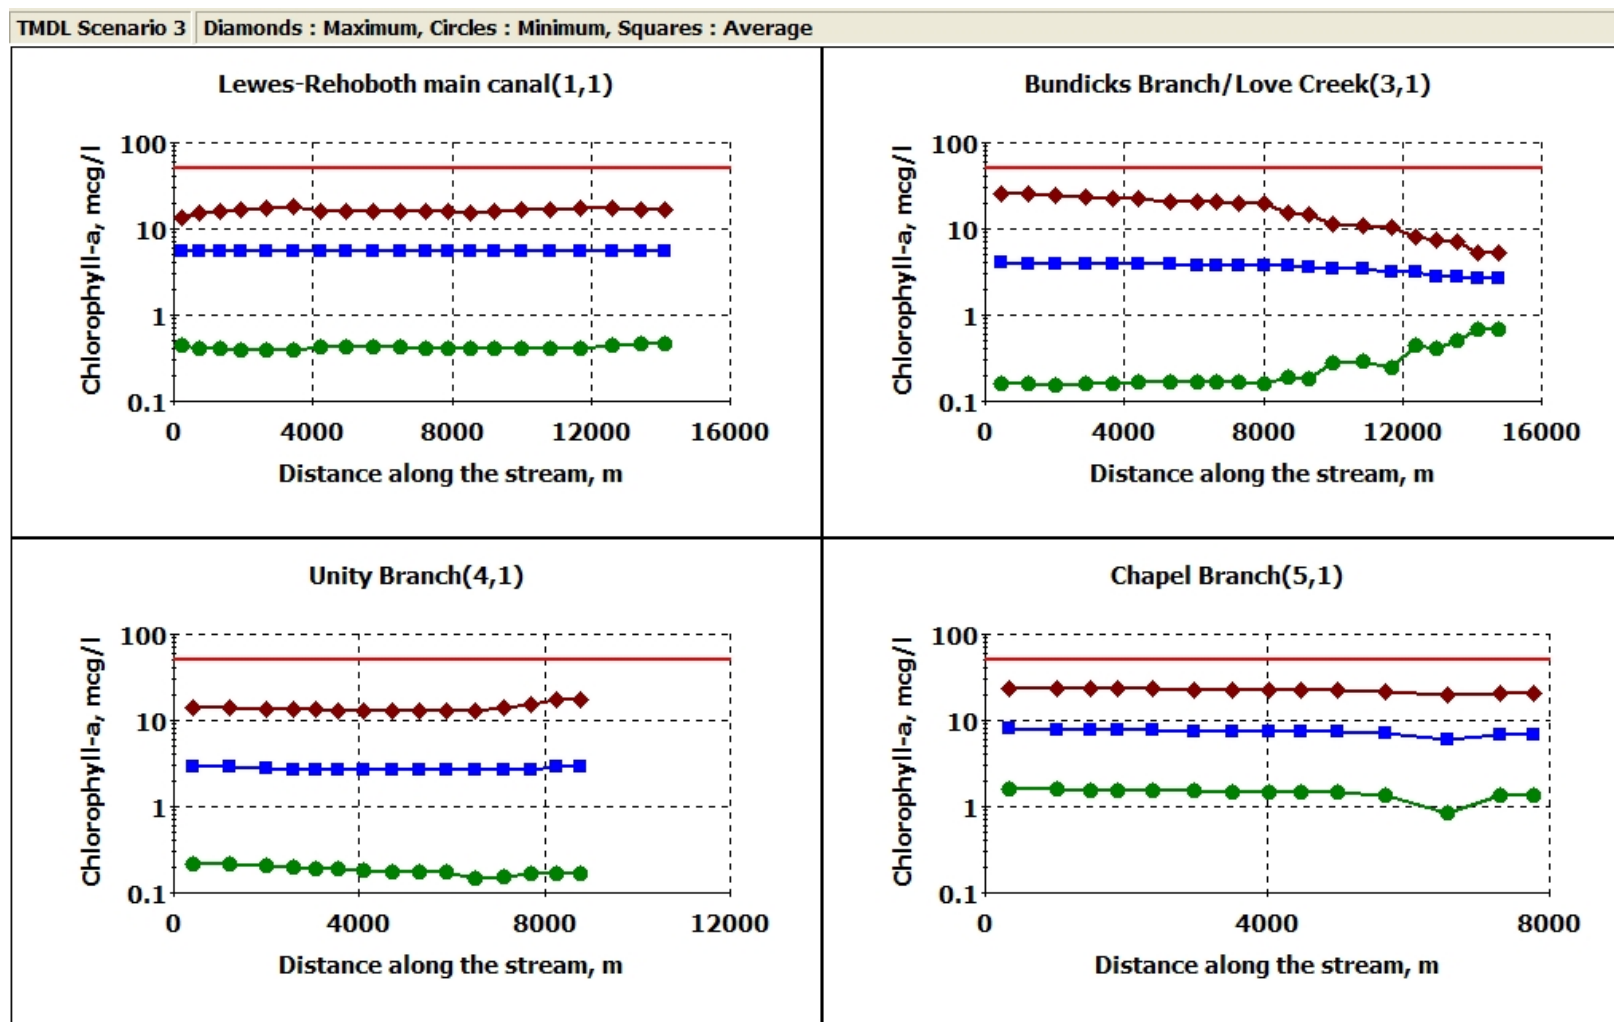 TMDL Scenario 3 Diamonds : Maximum, Circles : Minimum, Squares : Average
Lewes-Rehoboth main canal(1,1)
Chlorophyll-a, mcg/l
100
10
1
0.1
0 4000 8000 12000 16000
Distance along the stream, m
Bundicks Branch/Love Creek(3,1)
Chlorophyll-a, mcg/l
100
10
1
0.1
0 4000 8000 12000 16000
Distance along the stream, m
Unity Branch(4,1)
Chlorophyll-a, mcg/l
100
10
1
0.1
0 4000 8000 12000
Distance along the stream, m
Chapel Branch(5,1)
Chlorophyll-a, mcg/l
100
10
1
0.1
0 4000 8000
Distance along the stream, m